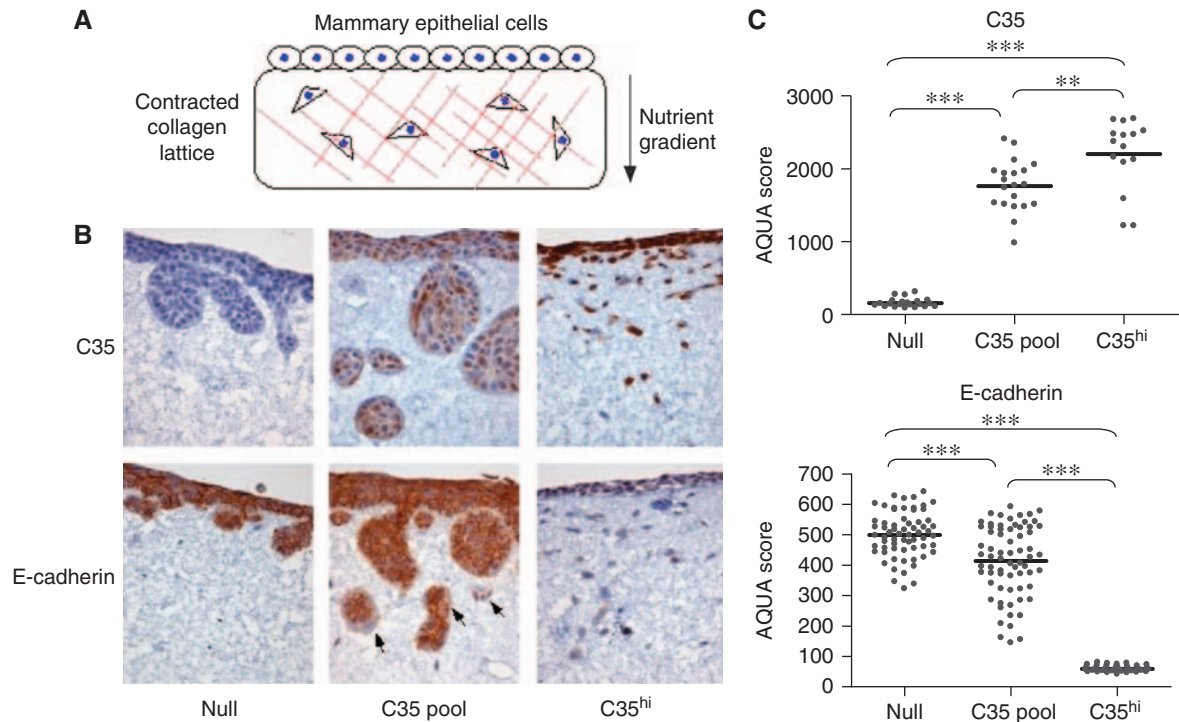 A
Mammary epithelial cells
Contracted
collagen
lattice
Nutrient
gradient
B
C35
E-cadherin
Null
C35 pool
C35hi
C
C35
***
***
**
AQUA score
3000
2000
1000
0
Null
C35 pool
C35hi
E-cadherin
***
***
***
AQUA score
700
600
500
400
300
200
100
0
Null
C35 pool
C35hi